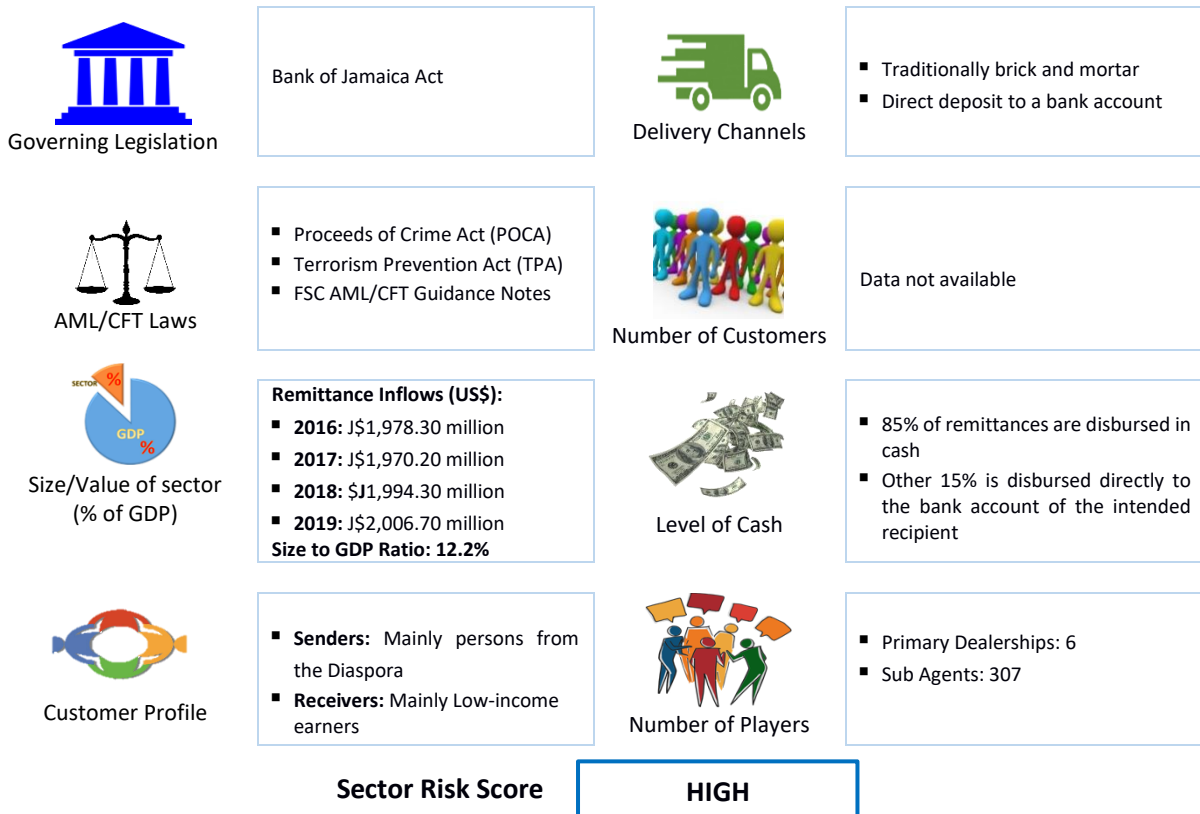 Governing Legislation
Bank of Jamaica Act
Delivery Channels
▪ Traditionally brick and mortar
▪ Direct deposit to a bank account
AML/CFT Laws
▪ Proceeds of Crime Act (POCA)
▪ Terrorism Prevention Act (TPA)
▪ FSC AML/CFT Guidance Notes
Number of Customers
Data not available
SECTOR %
GDP
%
Size/Value of sector
(% of GDP)
Remittance Inflows (US$):
▪ 2016: J$1,978.30 million
▪ 2017: J$1,970.20 million
▪ 2018: $J1,994.30 million
▪ 2019: J$2,006.70 million
Size to GDP Ratio: 12.2%
Level of Cash
▪ 85% of remittances are disbursed in
cash
▪ Other 15% is disbursed directly to
the bank account of the intended
recipient
Customer Profile
▪ Senders: Mainly persons from
the Diaspora
▪ Receivers: Mainly Low-income
earners
Number of Players
▪ Primary Dealerships: 6
▪ Sub Agents: 307
Sector Risk Score
HIGH